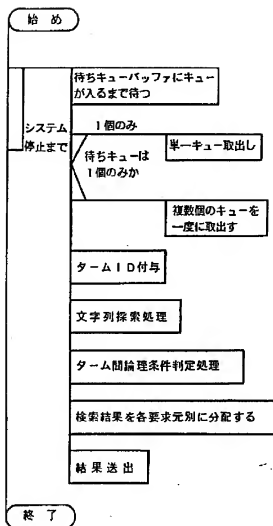 始め
待ちキューバッファにキュー
が入るまで待つ
システム
停止まで
1個のみ
待ちキューは
1個のみか
単一キュー取出し
複数個のキューを
一度に取出す
タームID付与
文字列探索処理
ターム間論理条件判定処理
検索結果を各要求元別に分配する
結果送出
終了